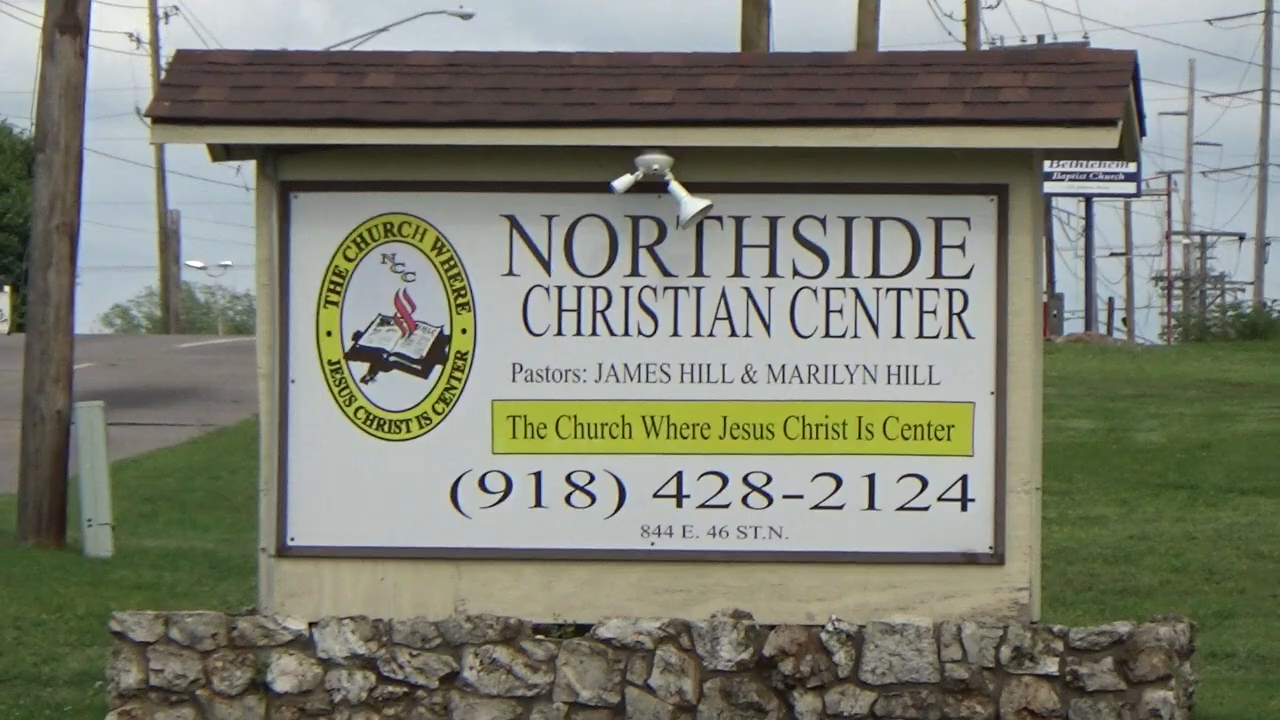 THE CHURCH WHERE
NCC
JESUS CHRIST IS CENTER
NORTHSIDE
CHRISTIAN CENTER
Pastors: JAMES HILL & MARILYN HILL
The Church Where Jesus Christ Is Center
(918) 428-2124
844 E. 46 ST.N.
Bethlehem
Baptist Church